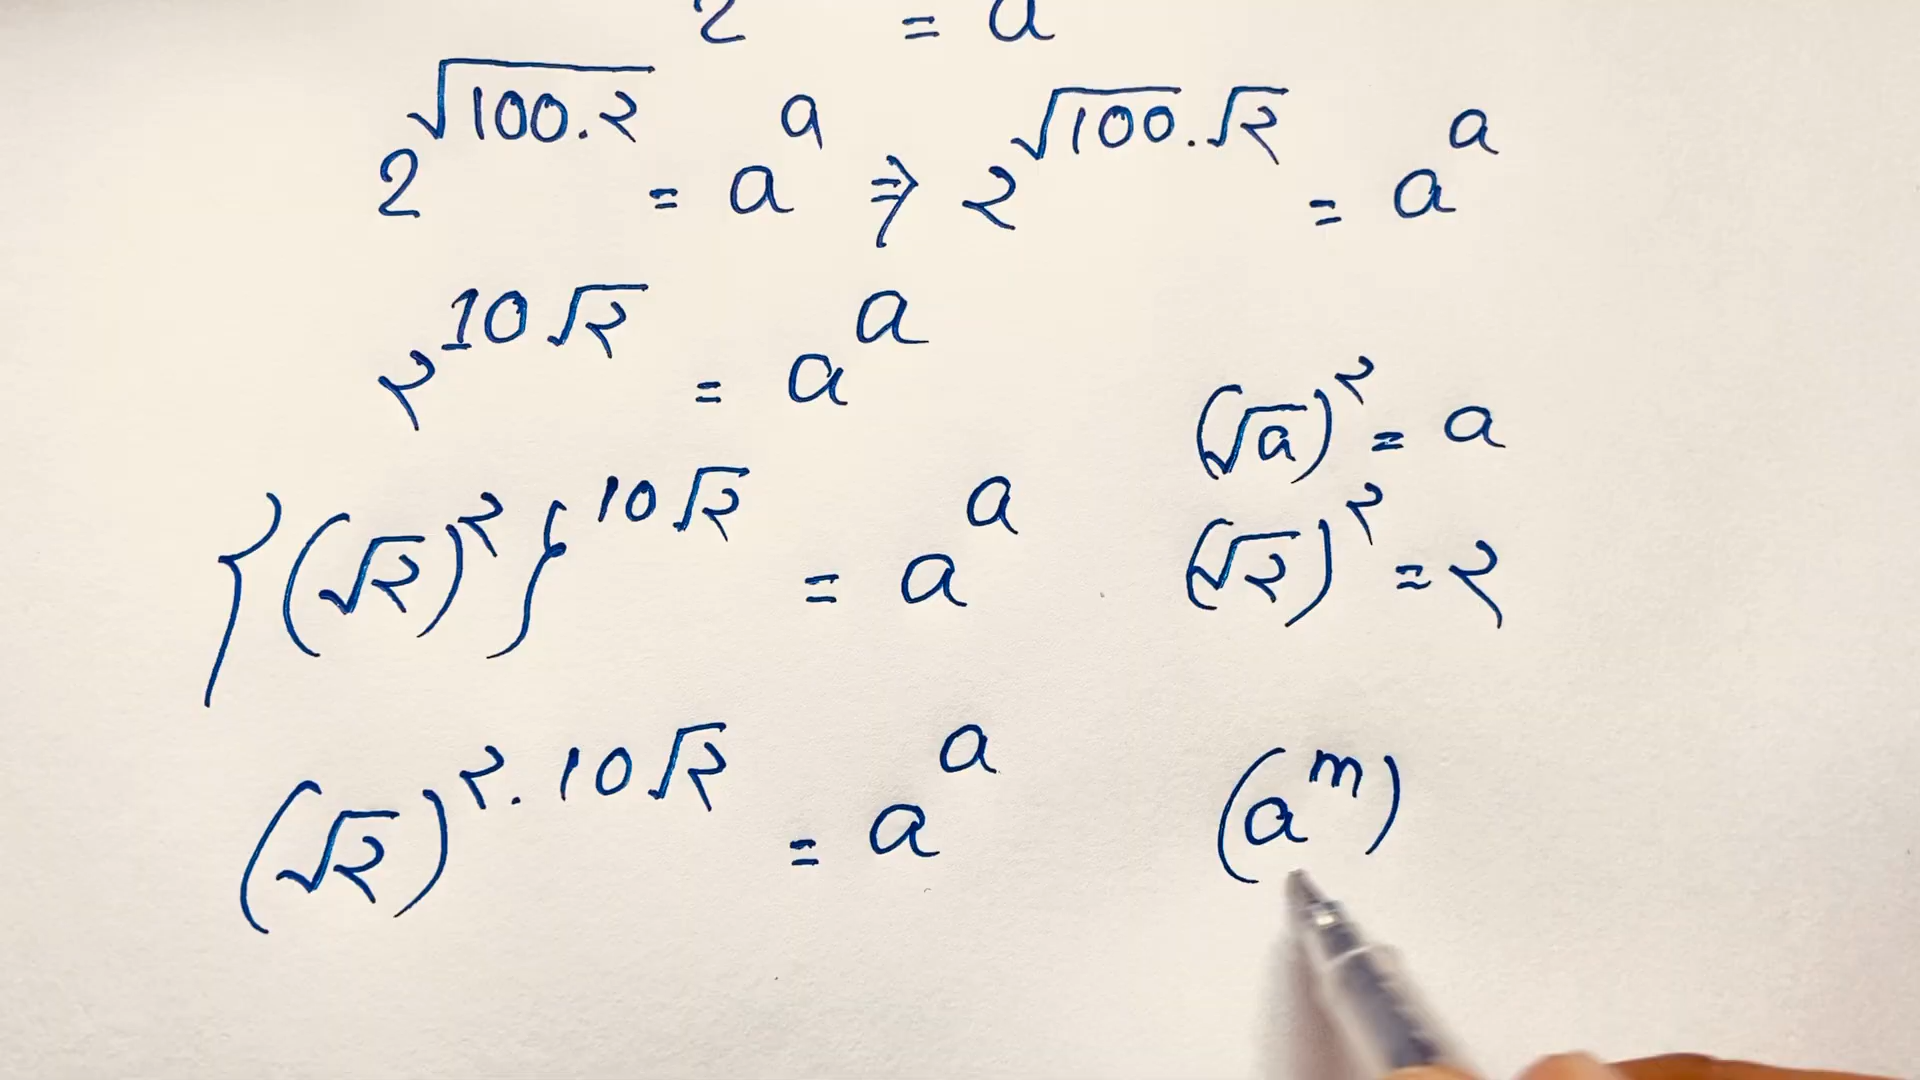 2 = a
2^√(100.2) = a^a ⇒ 2^(√100.√2) = a^a
2^(10√2) = a^a
(√a)^2 = a
{(√2)^2}^(10√2) = a^a
(√2)^2 = 2
(√2)^(2.10√2) = a^a
(a^m)